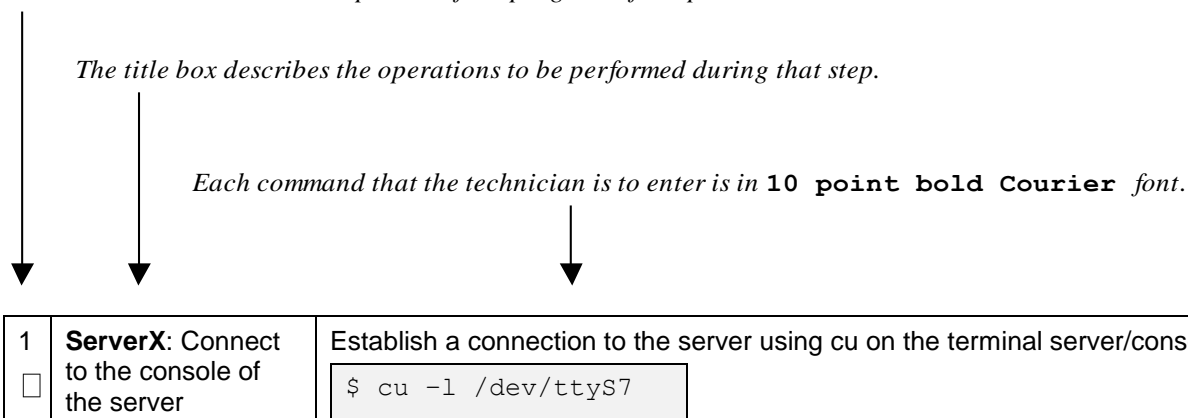 The title box describes the operations to be performed during that step.
Each command that the technician is to enter is in 10 point bold Courier font.
1 ServerX: Connect Establish a connection to the server using cu on the terminal server/cons
to the console of
the server
$ cu -l /dev/ttyS7